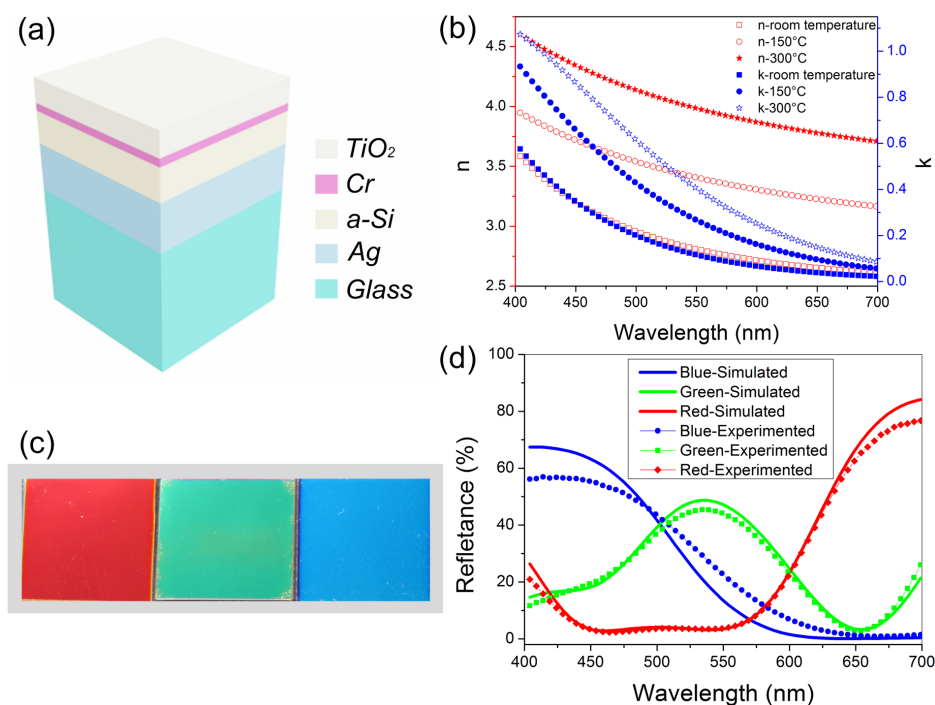 (a)
TiO2
Cr
a-Si
Ag
Glass
(b)
n-room temperature
n-150°C
n-300°C
k-room temperature
k-150°C
k-300°C
4.5
4.0
3.5
3.0
2.5
n
1.0
0.8
0.6
0.4
0.2
0.0
k
400 450 500 550 600 650 700
Wavelength (nm)
(c)
(d)
Blue-Simulated
Green-Simulated
Red-Simulated
Blue-Experimented
Green-Experimented
Red-Experimented
100
80
60
40
20
0
Refletance (%)
400 450 500 550 600 650 700
Wavelength (nm)